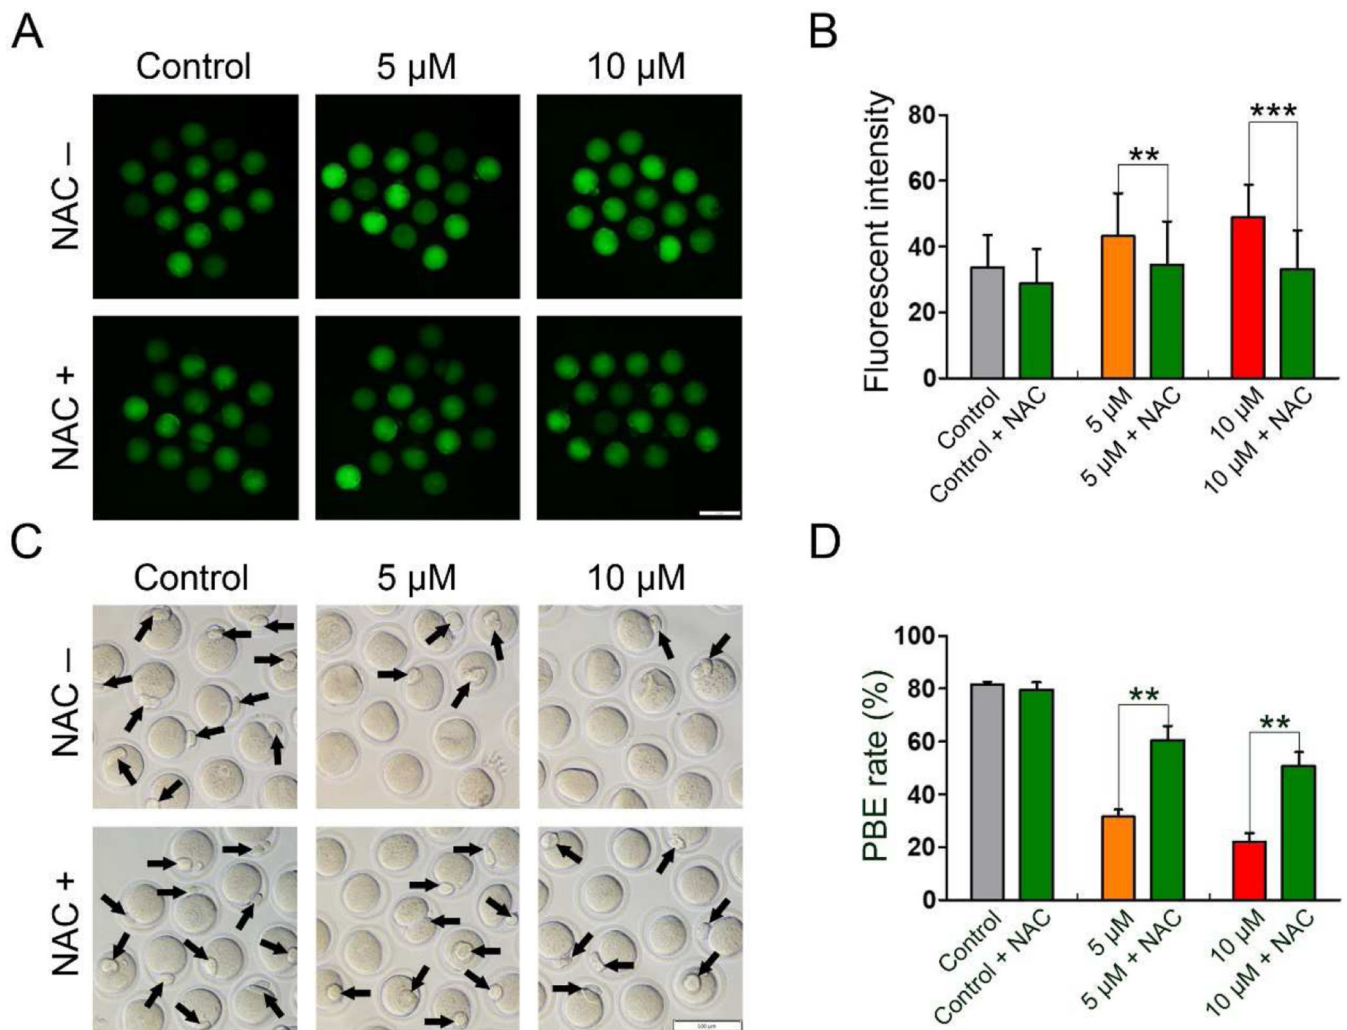 A
Control
5 µM
10 µM
NAC –
NAC +
B
Fluorescent intensity
80
60
40
20
0
**
***
Control
Control + NAC
5 µM
5 µM + NAC
10 µM
10 µM + NAC
C
Control
5 µM
10 µM
NAC –
NAC +
100 µm
D
PBE rate (%)
100
80
60
40
20
0
**
**
Control
Control + NAC
5 µM
5 µM + NAC
10 µM
10 µM + NAC